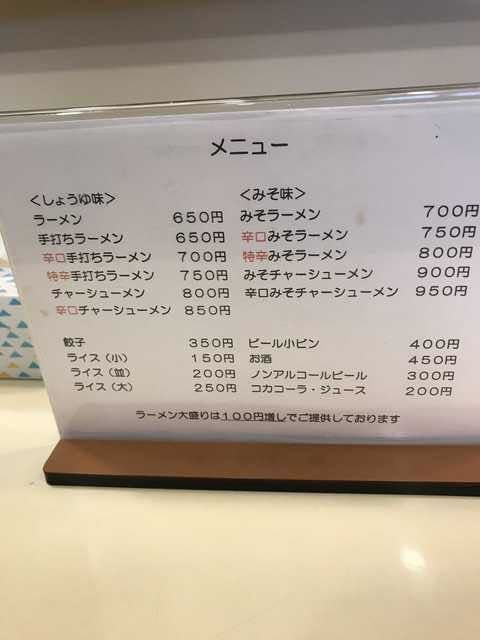 メニュー
＜しょうゆ味＞
ラーメン 650円
手打ちラーメン 650円
辛口手打ちラーメン 700円
特辛手打ちラーメン 750円
チャーシューメン 800円
辛口チャーシューメン 850円
＜みそ味＞
みそラーメン 700円
辛口みそラーメン 750円
特辛みそラーメン 800円
みそチャーシューメン 900円
辛口みそチャーシューメン 950円
餃子 350円
ライス（小） 150円
ライス（並） 200円
ライス（大） 250円
ビール小ビン 400円
お酒 450円
ノンアルコールビール 300円
コカコーラ・ジュース 200円
ラーメン大盛りは１００円増しでご提供しております